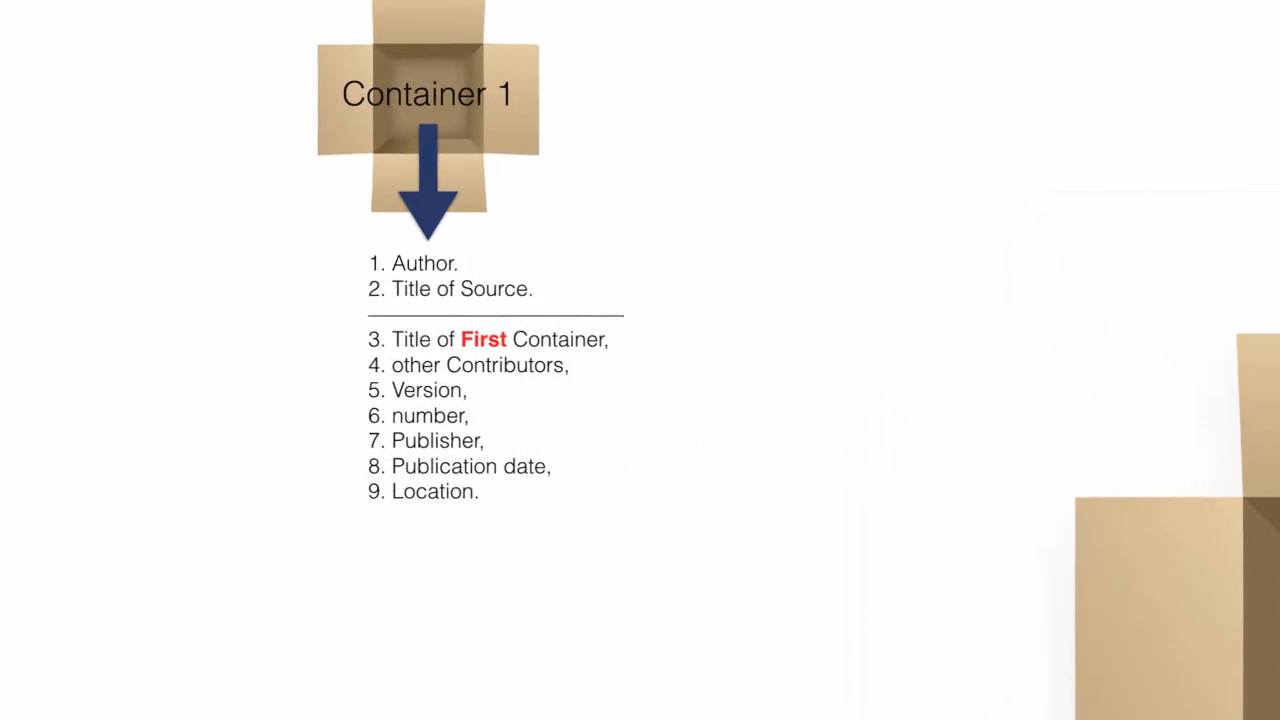 Container 1
1. Author.
2. Title of Source.
3. Title of First Container,
4. other Contributors,
5. Version,
6. number,
7. Publisher,
8. Publication date,
9. Location.